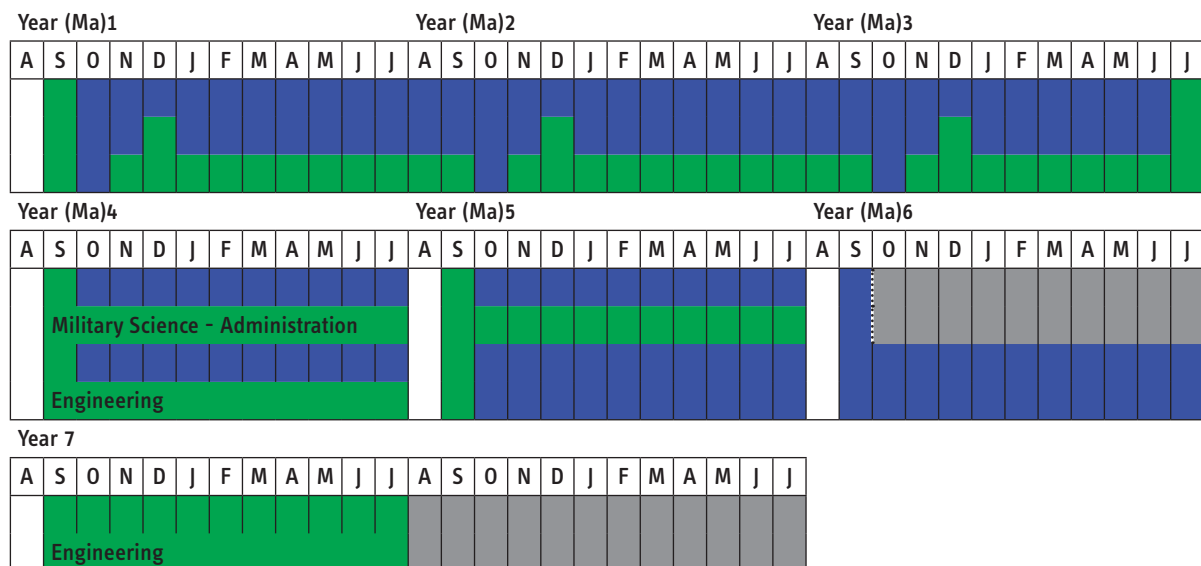 Year (Ma)1 Year (Ma)2 Year (Ma)3
A S O N D J F M A M J J A S O N D J F M A M J J A S O N D J F M A M J J
Year (Ma)4 Year (Ma)5 Year (Ma)6
A S O N D J F M A M J J A S O N D J F M A M J J A S O N D J F M A M J J
Military Science - Administration
Engineering
Year 7
A S O N D J F M A M J J A S O N D J F M A M J J
Engineering